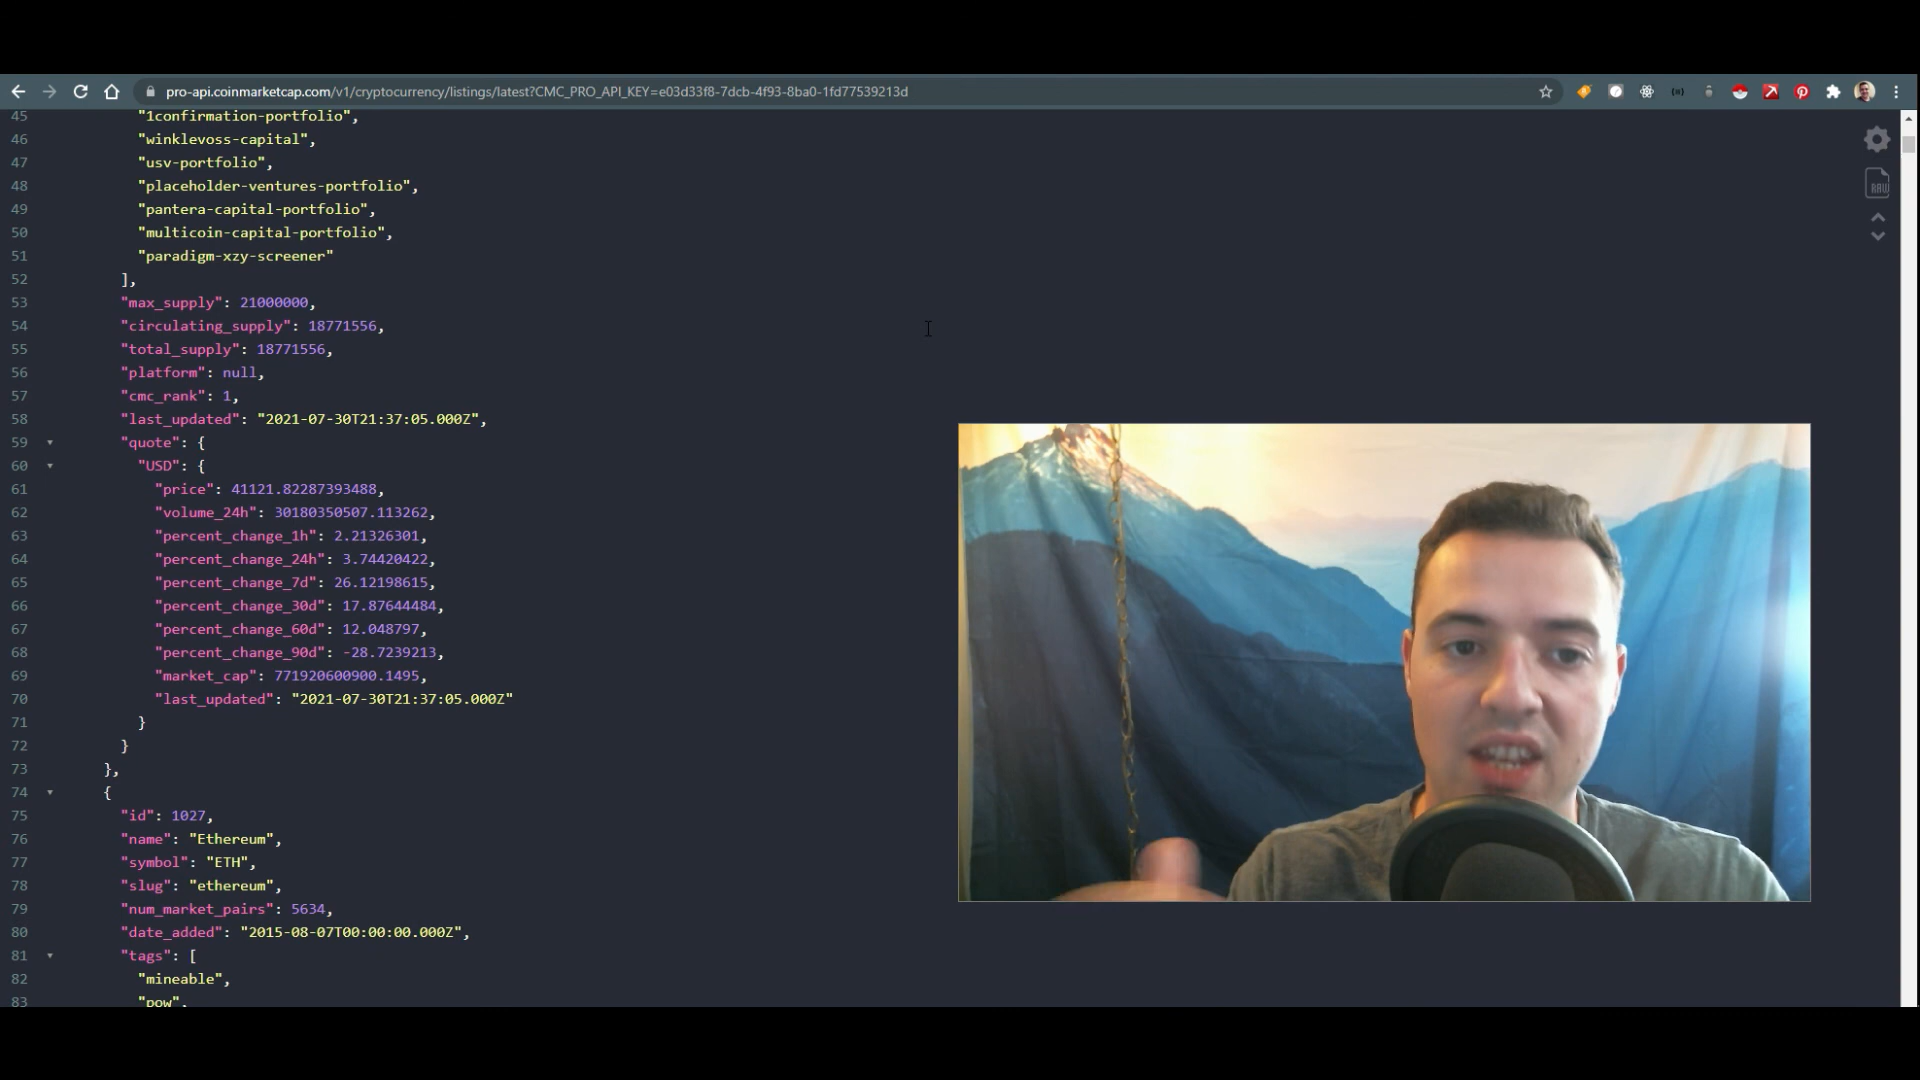 pro-api.coinmarketcap.com/v1/cryptocurrency/listings/latest?CMC_PRO_API_KEY=e03d33f8-7dcb-4f93-8ba0-1fd77539213d
45 "1confirmation-portfolio",
46 "winklevoss-capital",
47 "usv-portfolio",
48 "placeholder-ventures-portfolio",
49 "pantera-capital-portfolio",
50 "multicoin-capital-portfolio",
51 "paradigm-xzy-screener"
52 ],
53 "max_supply": 21000000,
54 "circulating_supply": 18771556,
55 "total_supply": 18771556,
56 "platform": null,
57 "cmc_rank": 1,
58 "last_updated": "2021-07-30T21:37:05.000Z",
59 "quote": {
60 "USD": {
61 "price": 41121.82287393488,
62 "volume_24h": 30180350507.113262,
63 "percent_change_1h": 2.21326301,
64 "percent_change_24h": 3.74420422,
65 "percent_change_7d": 26.12198615,
66 "percent_change_30d": 17.87644484,
67 "percent_change_60d": 12.048797,
68 "percent_change_90d": -28.7239213,
69 "market_cap": 771920600900.1495,
70 "last_updated": "2021-07-30T21:37:05.000Z"
71 }
72 }
73 },
74 {
75 "id": 1027,
76 "name": "Ethereum",
77 "symbol": "ETH",
78 "slug": "ethereum",
79 "num_market_pairs": 5634,
80 "date_added": "2015-08-07T00:00:00.000Z",
81 "tags": [
82 "mineable",
83 "pow",
RAW